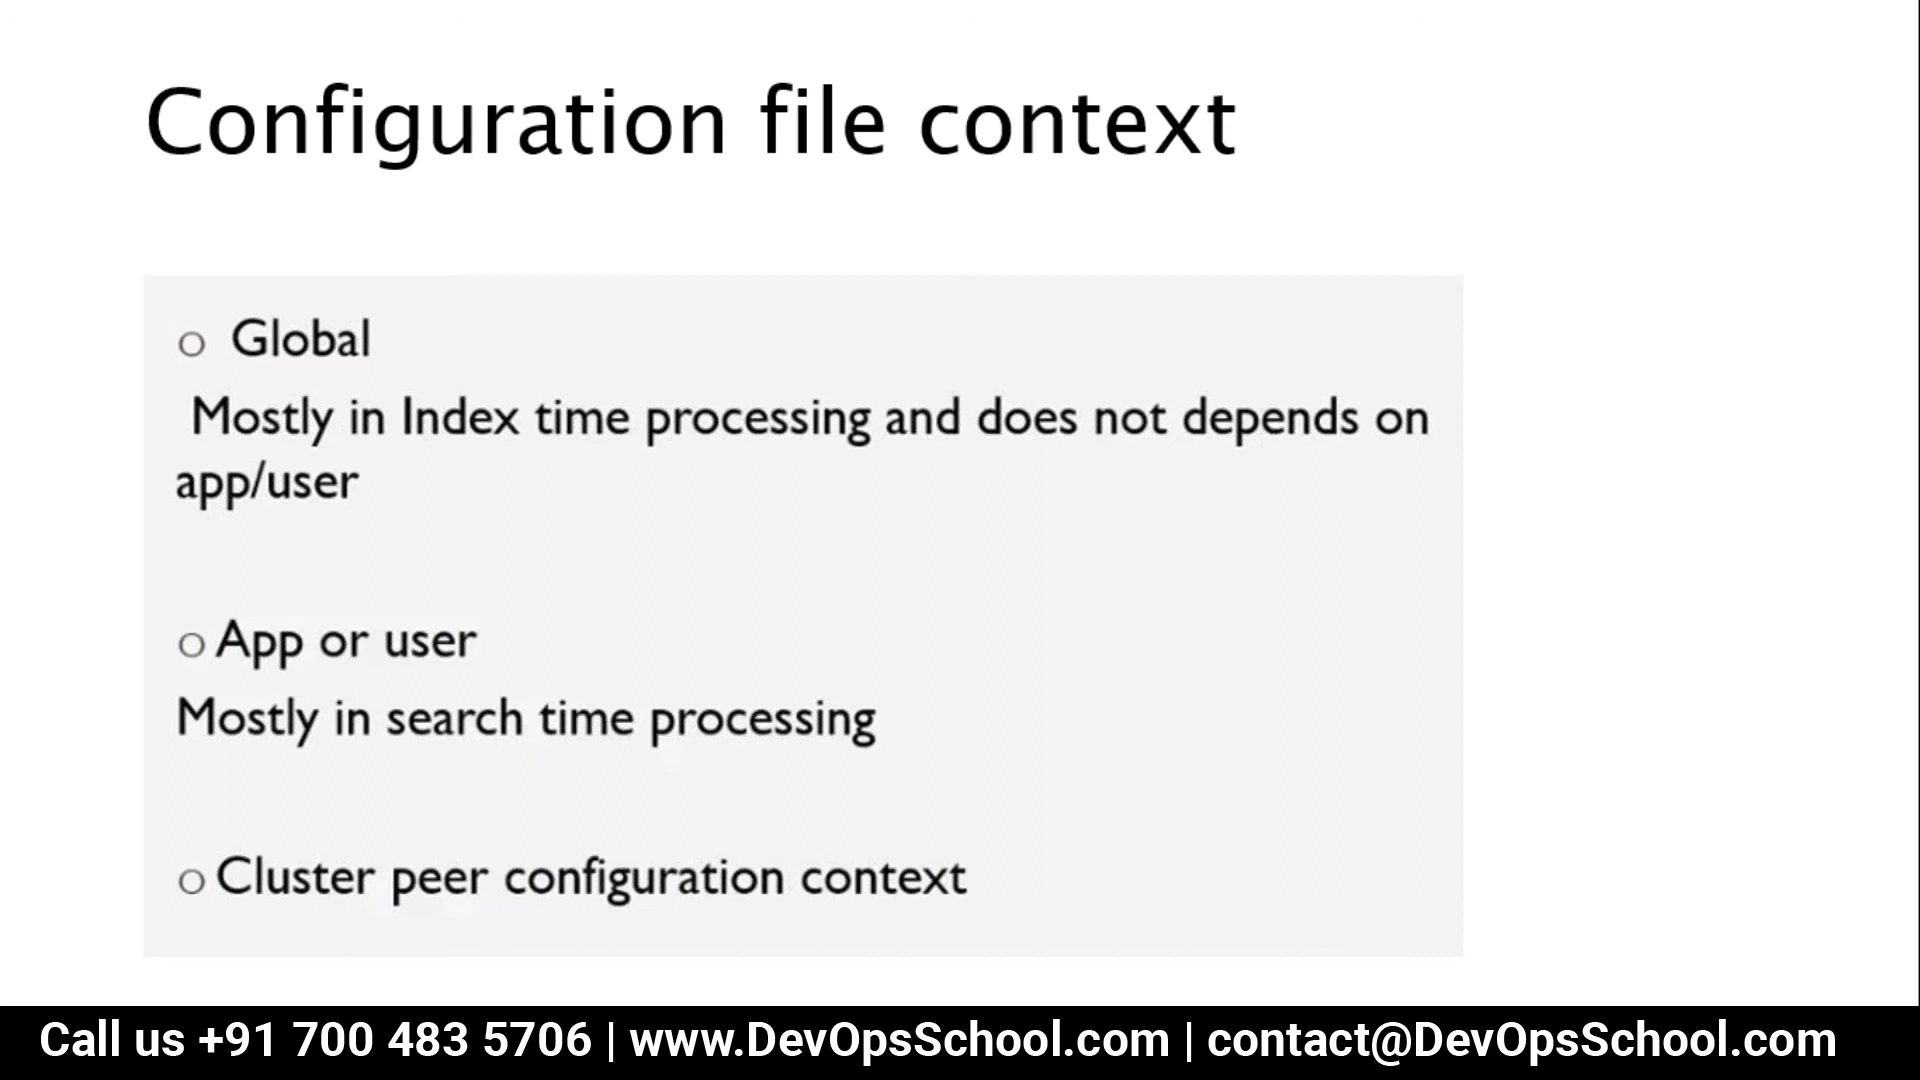 Configuration file context
o Global
Mostly in Index time processing and does not depends on
app/user
o App or user
Mostly in search time processing
o Cluster peer configuration context
Call us +91 700 483 5706 | www.DevOpsSchool.com | contact@DevOpsSchool.com